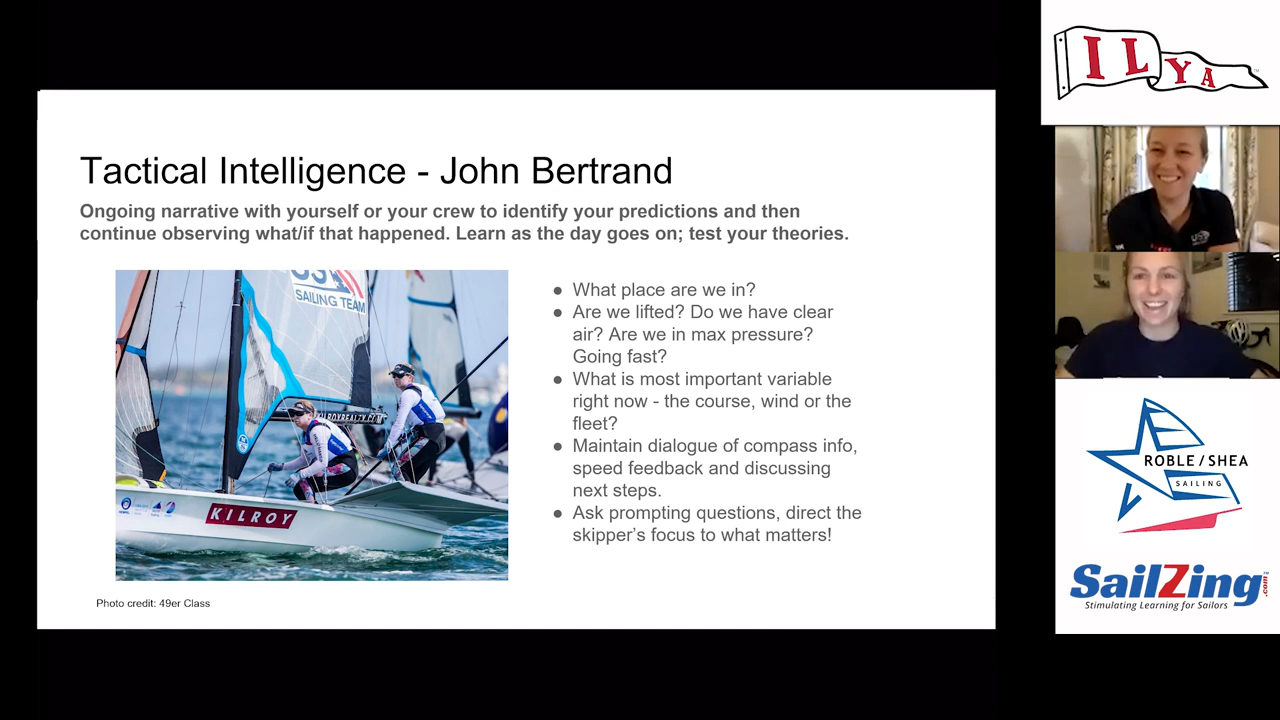 Tactical Intelligence - John Bertrand
Ongoing narrative with yourself or your crew to identify your predictions and then
continue observing what/if that happened. Learn as the day goes on; test your theories.
US
SAILING TEAM
KILROYREALTY.COM
KILROY
Photo credit: 49er Class
● What place are we in?
● Are we lifted? Do we have clear
air? Are we in max pressure?
Going fast?
● What is most important variable
right now - the course, wind or the
fleet?
● Maintain dialogue of compass info,
speed feedback and discussing
next steps.
● Ask prompting questions, direct the
skipper's focus to what matters!
ILYA
US
ROBLE / SHEA
SAILING
SailZing.com
Stimulating Learning for Sailors